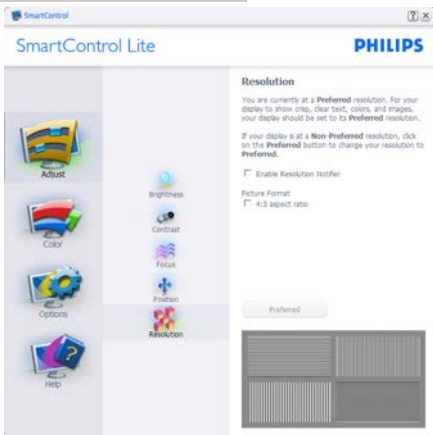 SmartControl
SmartControl Lite
PHILIPS
Adjust
Color
Options
Help
Brightness
Contrast
Focus
Position
Resolution
Resolution
You are currently at a Preferred resolution. For your
display to show crisp, clear text, colors, and images,
your display should be set to its Preferred resolution.
If your display is at a Non-Preferred resolution, click
on the Preferred button to change your resolution to
Preferred.
Enable Resolution Notifier
Picture Format
4:3 aspect ratio
Preferred